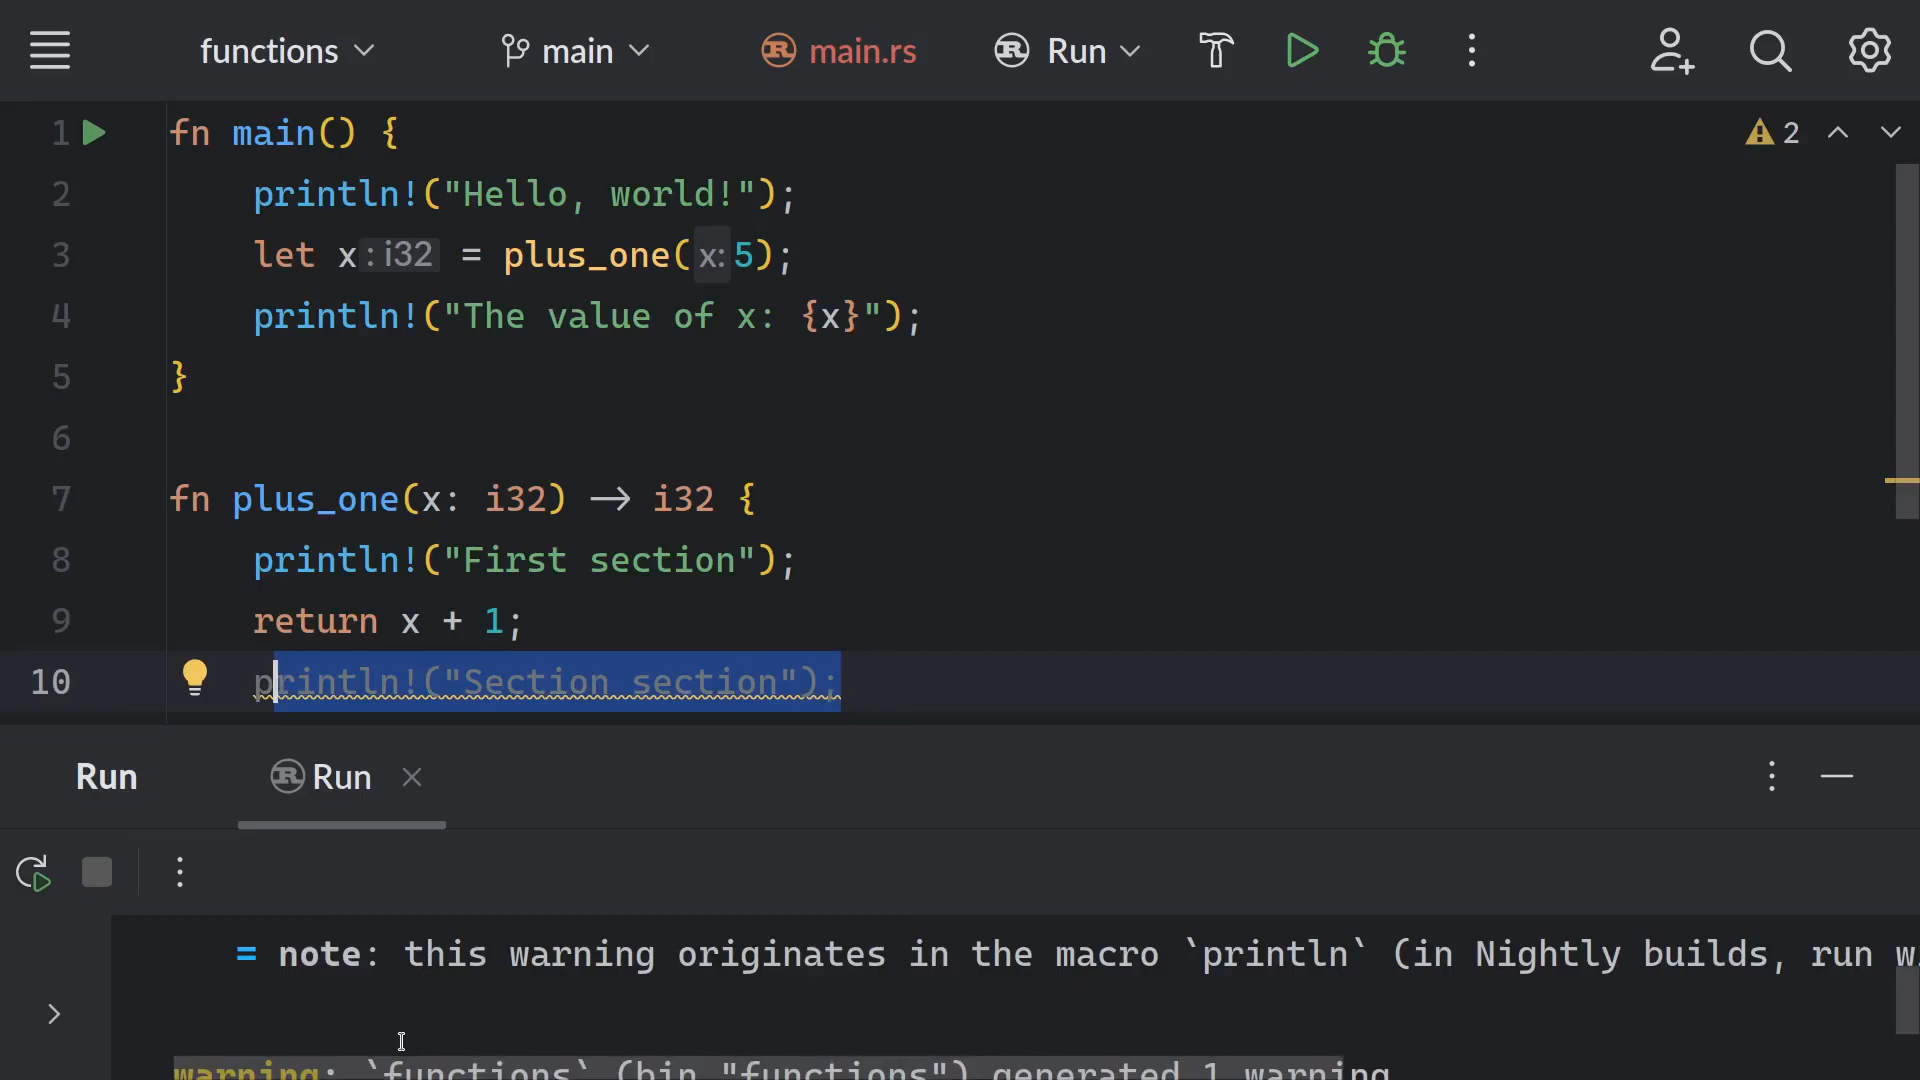 functions main main.rs Run
1 fn main() { 2
2 println!("Hello, world!");
3 let x: i32 = plus_one(x: 5);
4 println!("The value of x: {x}");
5 }
6
7 fn plus_one(x: i32) -> i32 {
8 println!("First section");
9 return x + 1;
10 println!("Section section");
Run Run
= note: this warning originates in the macro `println` (in Nightly builds, run
warning: `functions` (bin "functions") generated 1 warning